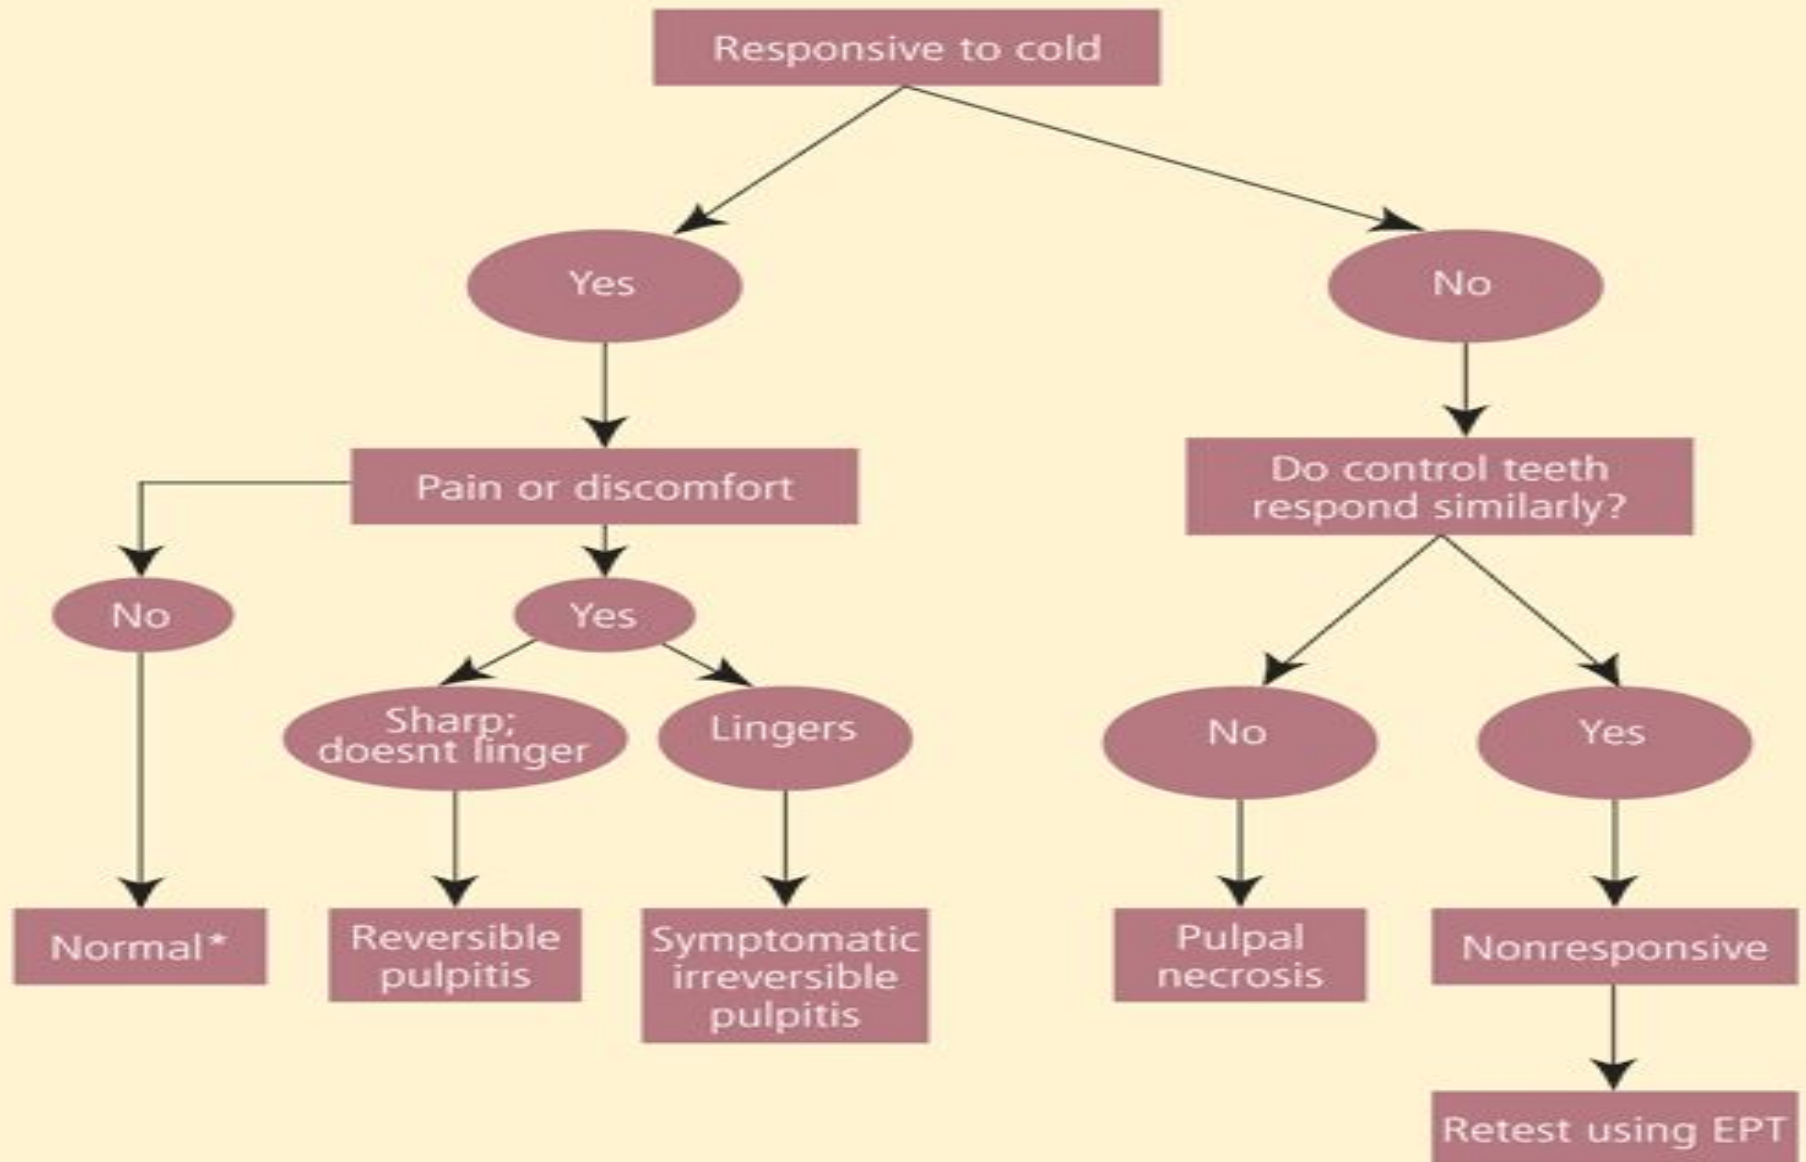 Responsive to cold
Yes
No
Pain or discomfort
Do control teeth
respond similarly?
No
Yes
Sharp;
doesnt linger
Lingers
No
Yes
Normal*
Reversible
pulpitis
Symptomatic
irreversible
pulpitis
Pulpal
necrosis
Nonresponsive
Retest using EPT